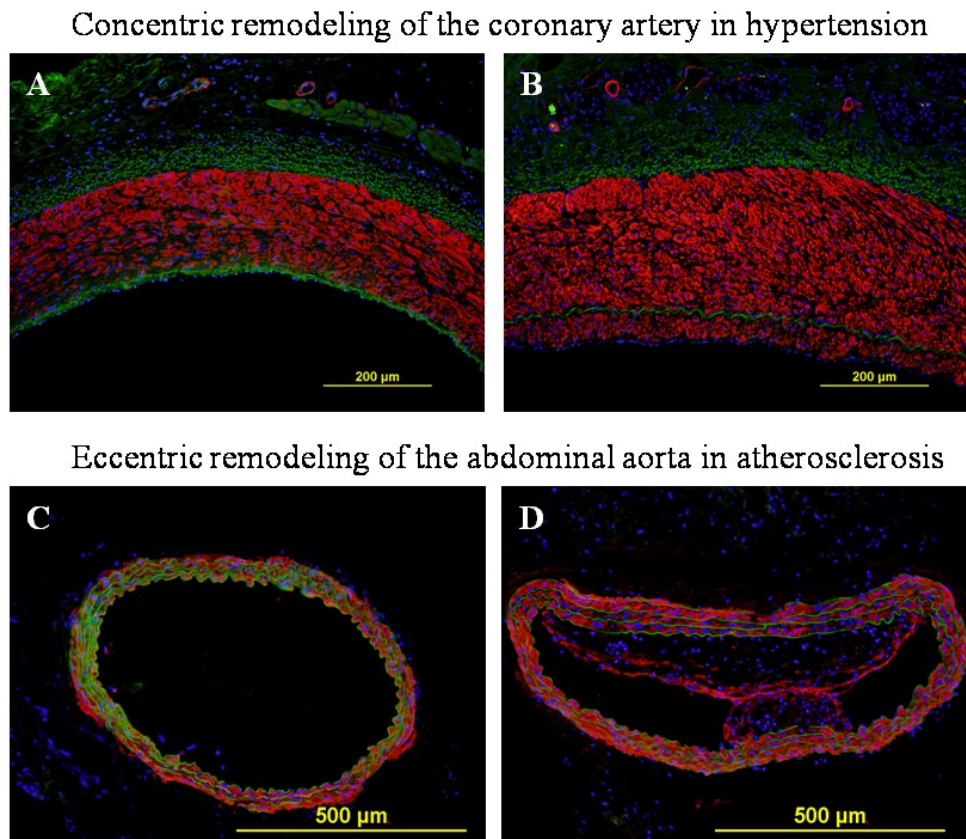 Concentric remodeling of the coronary artery in hypertension
A
B
200 µm
200 µm
Eccentric remodeling of the abdominal aorta in atherosclerosis
C
D
500 µm
500 µm